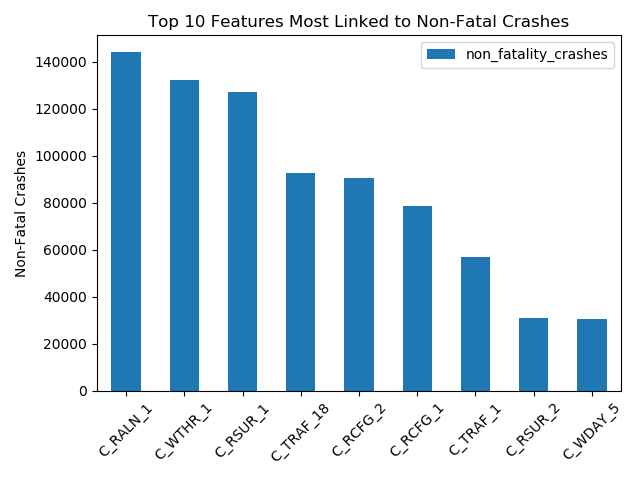 Top 10 Features Most Linked to Non-Fatal Crashes
non_fatality_crashes
Non-Fatal Crashes
140000
120000
100000
80000
60000
40000
20000
0
C_RALN_1
C_WTHR_1
C_RSUR_1
C_TRAF_18
C_RCFG_2
C_RCFG_1
C_TRAF_1
C_RSUR_2
C_WDAY_5